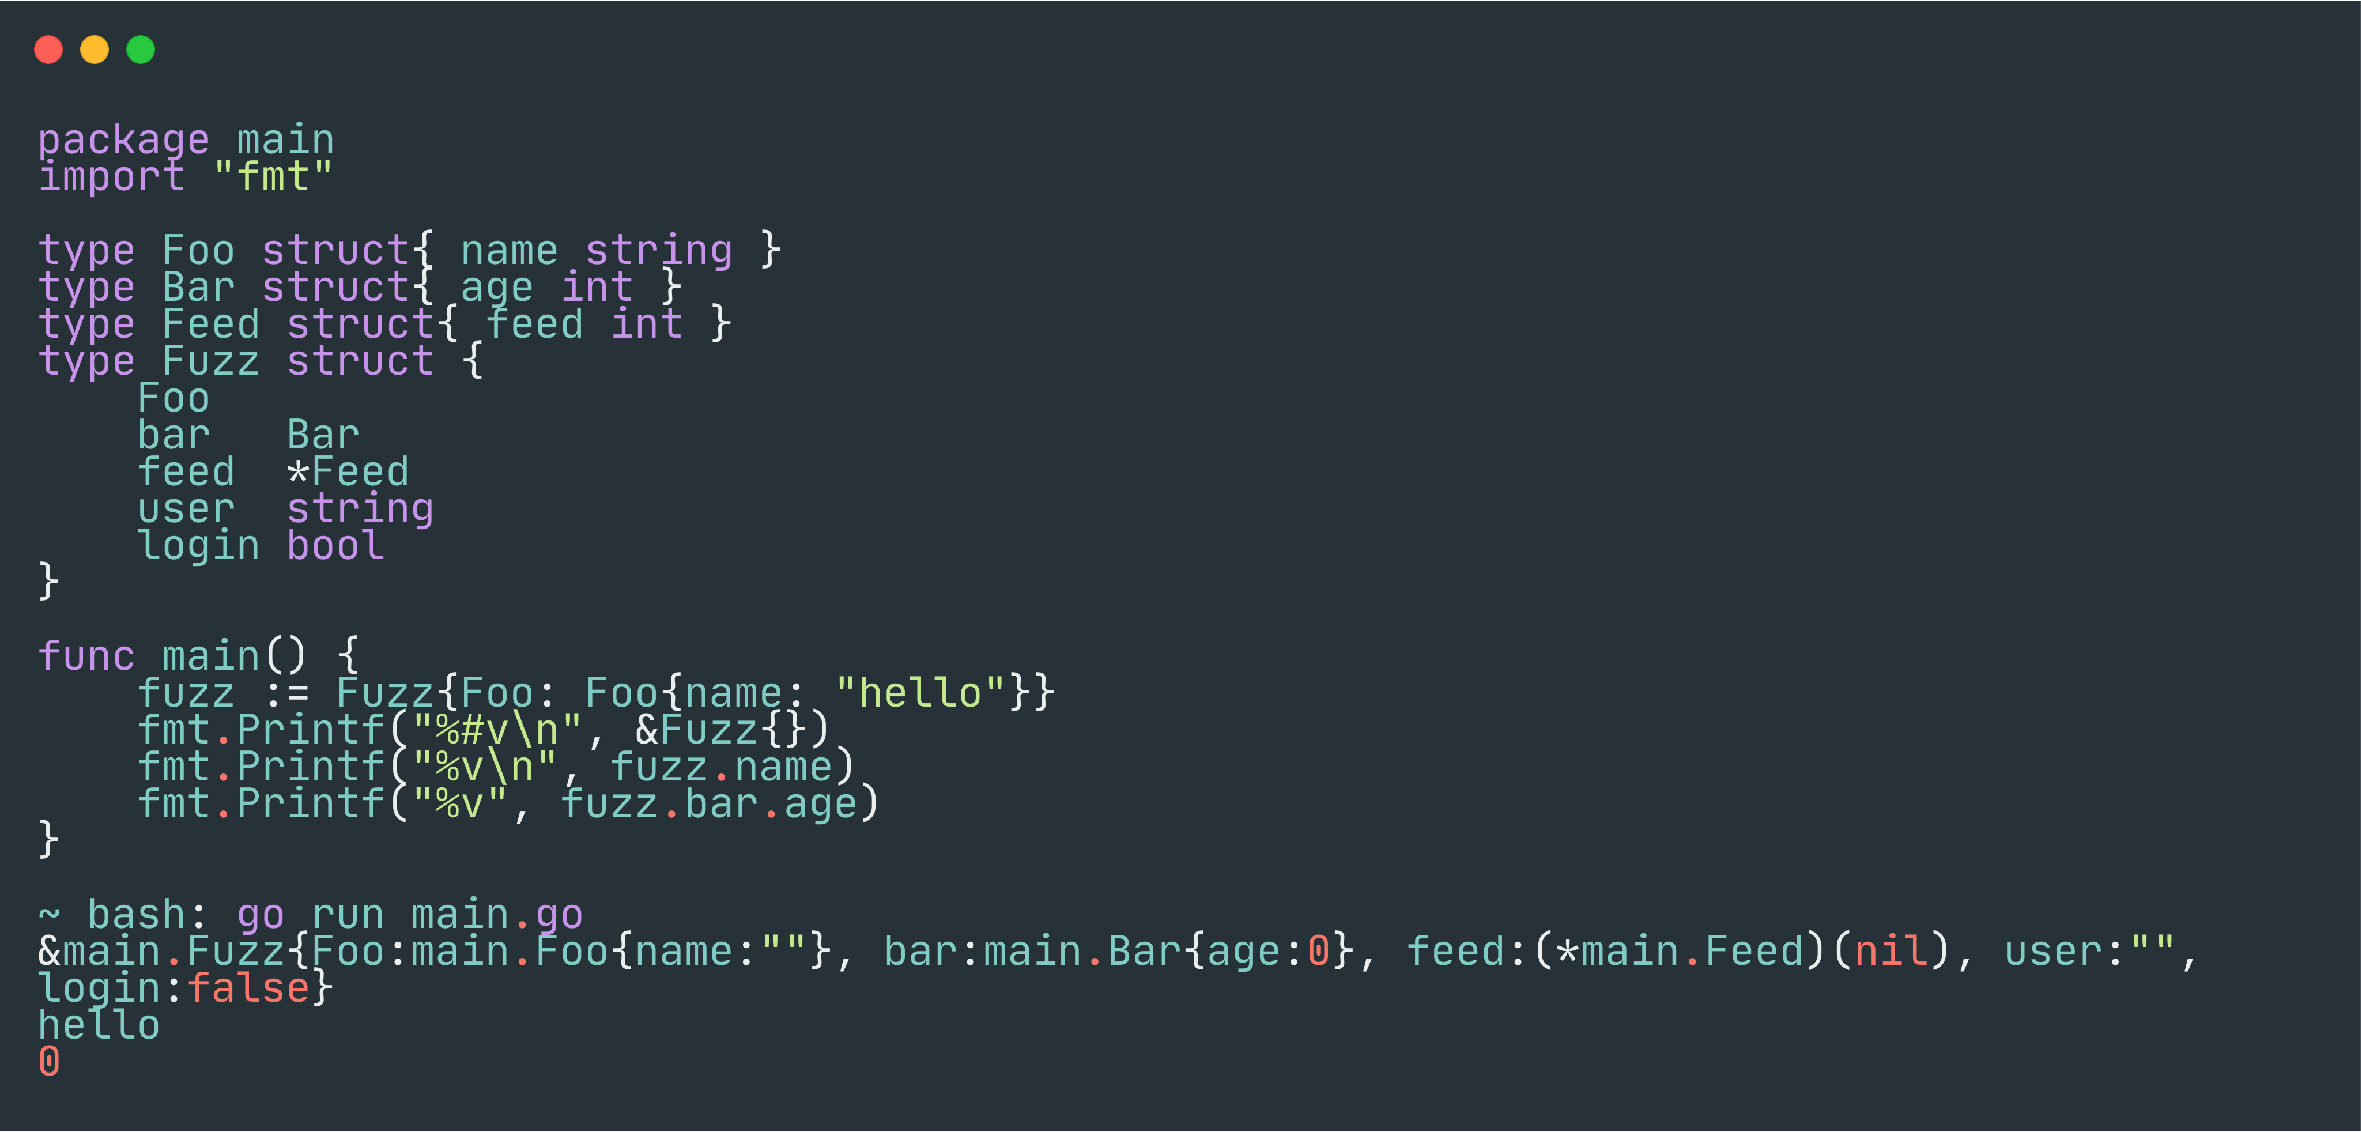 package main
import "fmt"

type Foo struct{ name string }
type Bar struct{ age int }
type Feed struct{ feed int }
type Fuzz struct {
    Foo
    bar   Bar
    feed  *Feed
    user  string
    login bool
}

func main() {
    fuzz := Fuzz{Foo: Foo{name: "hello"}}
    fmt.Printf("%#v\n", &Fuzz{})
    fmt.Printf("%v\n", fuzz.name)
    fmt.Printf("%v", fuzz.bar.age)
}

~ bash: go run main.go
&main.Fuzz{Foo:main.Foo{name:""}, bar:main.Bar{age:0}, feed:(*main.Feed)(nil), user:"",
login:false}
hello
0